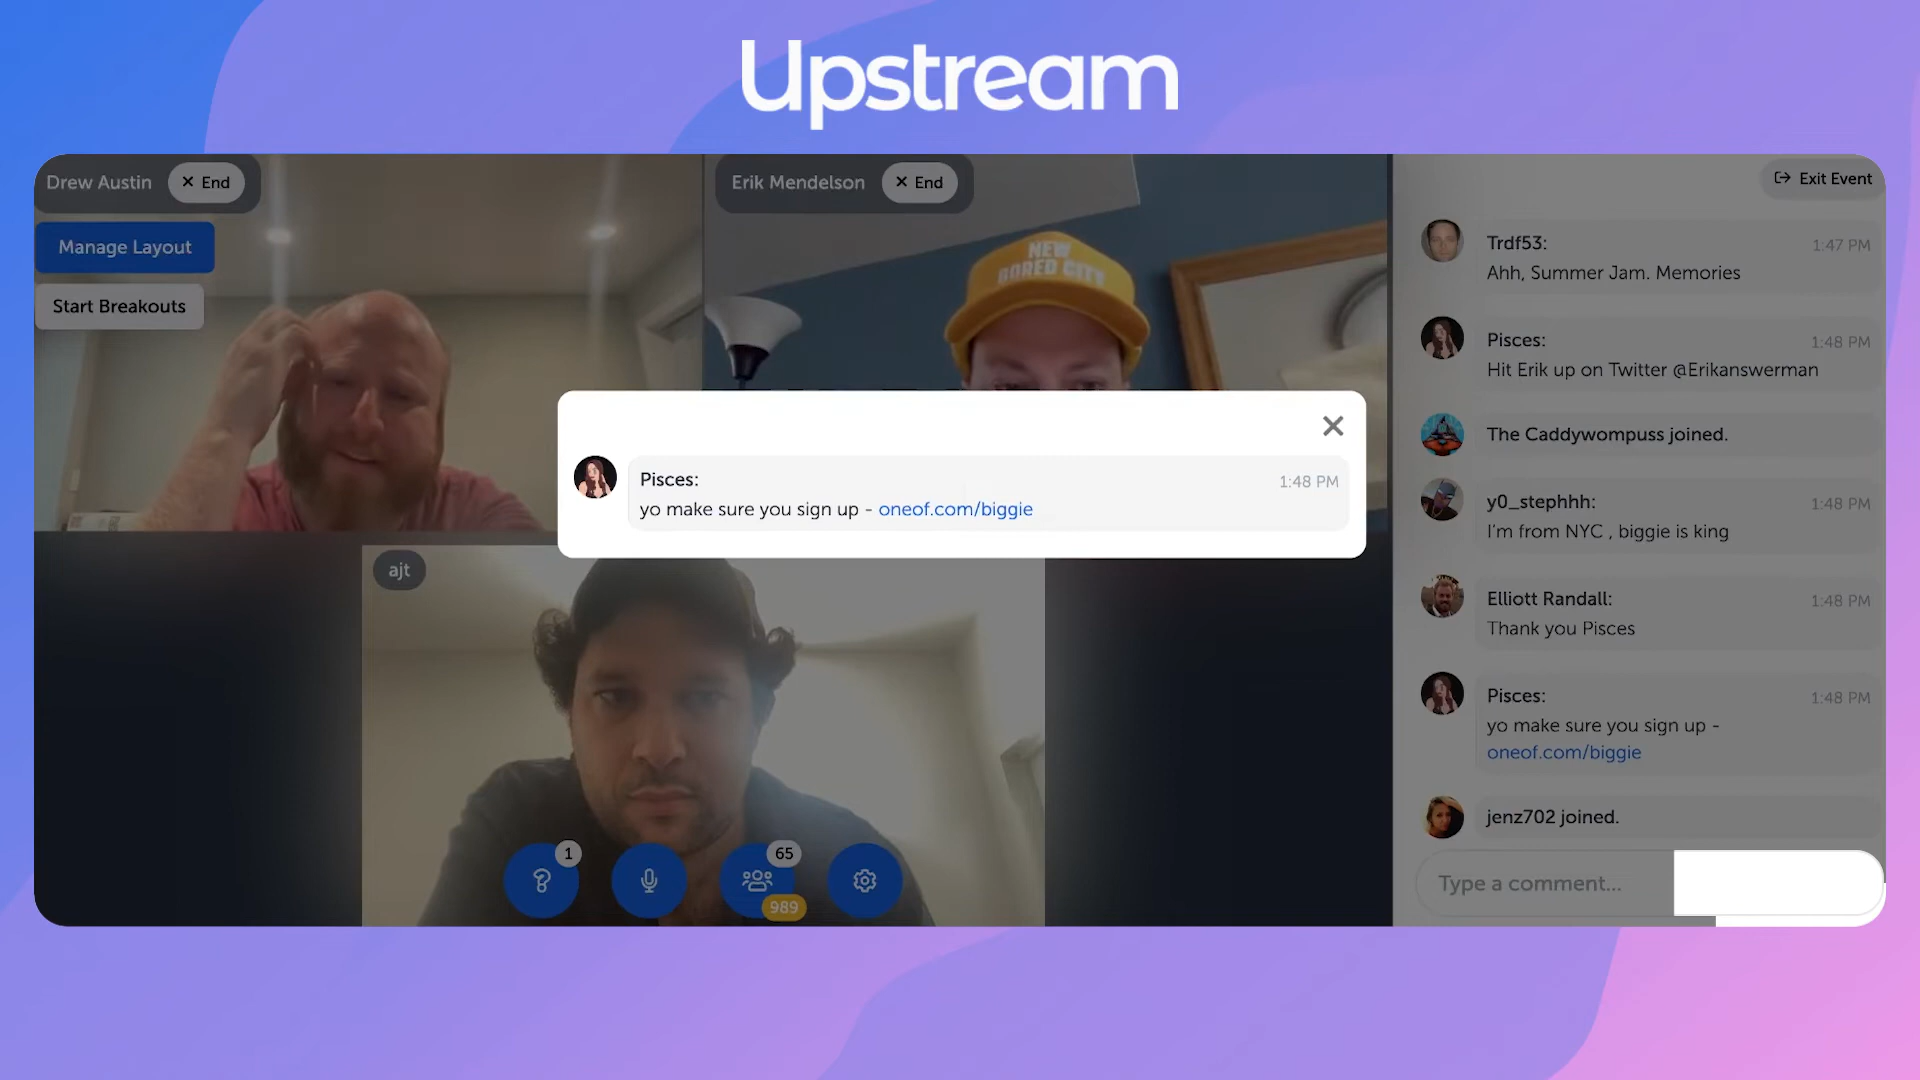 Upstream
Drew Austin
× End
Manage Layout
Start Breakouts
Erik Mendelson
× End
NEW
BORED CITY
Pisces:
1:48 PM
yo make sure you sign up - oneof.com/biggie
ajt
1
65
989
Exit Event
Trdf53:
1:47 PM
Ahh, Summer Jam. Memories
Pisces:
1:48 PM
Hit Erik up on Twitter @Erikanswerman
The Caddywompuss joined.
y0_stephhh:
1:48 PM
I'm from NYC , biggie is king
Elliott Randall:
1:48 PM
Thank you Pisces
Pisces:
1:48 PM
yo make sure you sign up -
oneof.com/biggie
jenz702 joined.
Type a comment...